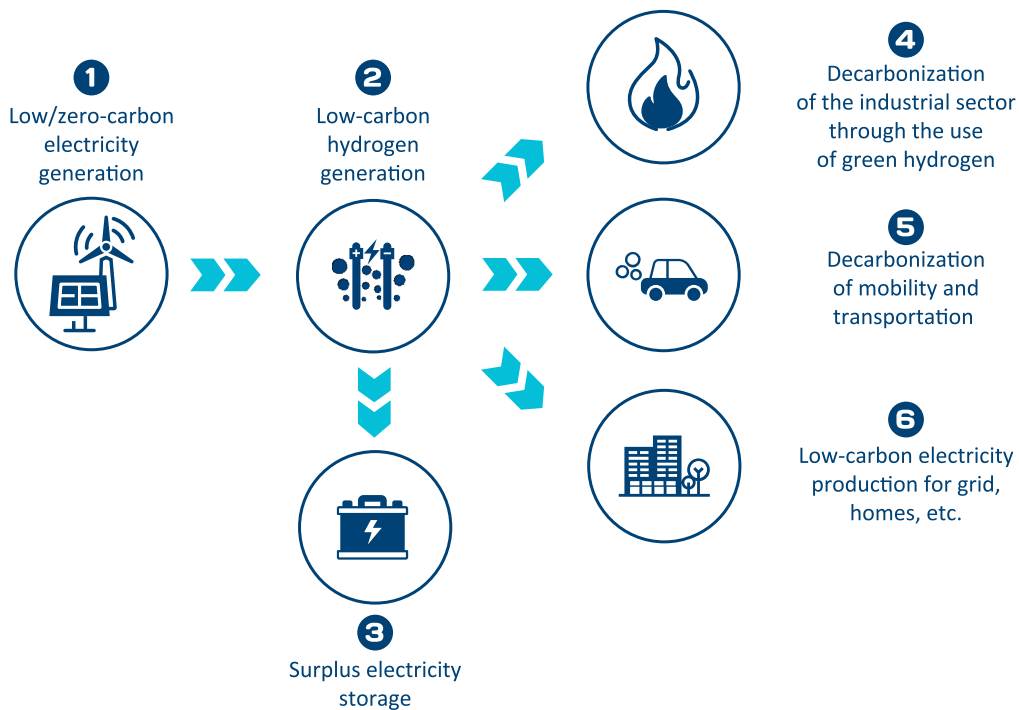 1
Low/zero-carbon
electricity
generation
2
Low-carbon
hydrogen
generation
3
Surplus electricity
storage
4
Decarbonization
of the industrial sector
through the use
of green hydrogen
5
Decarbonization
of mobility and
transportation
6
Low-carbon electricity
production for grid,
homes, etc.